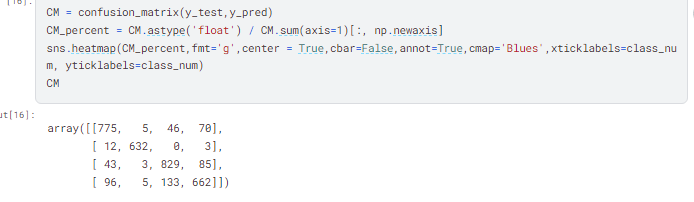 [16]:
CM = confusion_matrix(y_test,y_pred)
CM_percent = CM.astype('float') / CM.sum(axis=1)[:, np.newaxis]
sns.heatmap(CM_percent,fmt='g',center = True,cbar=False,annot=True,cmap='Blues',xticklabels=class_nu
m, yticklabels=class_num)
CM
ut[16]:
array([[775,   5,  46,  70],
       [ 12, 632,   0,   3],
       [ 43,   3, 829,  85],
       [ 96,   5, 133, 662]])